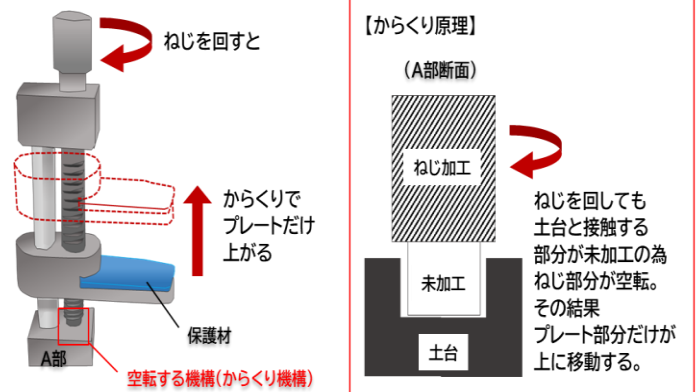 ねじを回すと
からくりで
プレートだけ
上がる
保護材
A部
空転する機構(からくり機構)
【からくり原理】
(A部断面)
ねじ加工
未加工
土台
ねじを回しても
土台と接触する
部分が未加工の為
ねじ部分が空転。
その結果
プレート部分だけが
上に移動する。